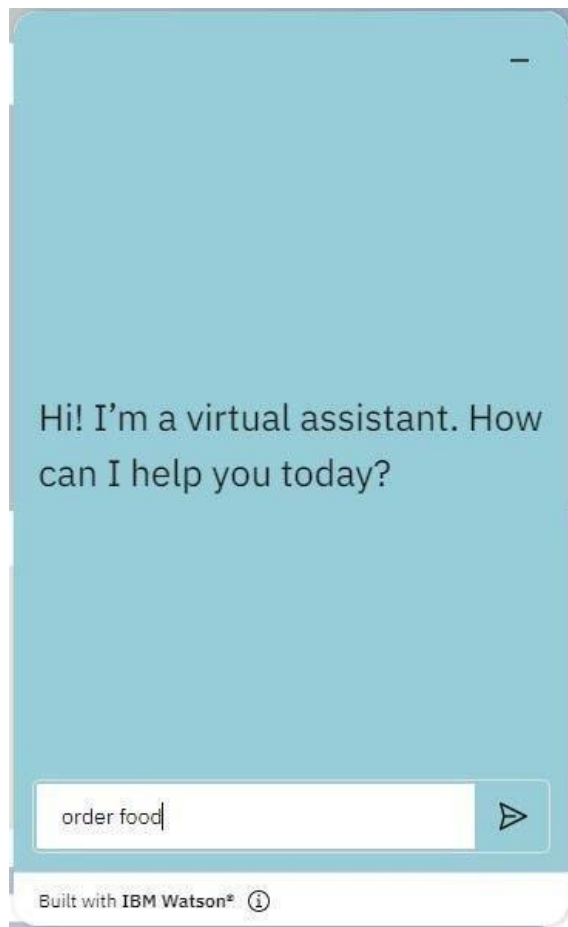 Hi! I’m a virtual assistant. How
can I help you today?
order food
Built with IBM Watson®